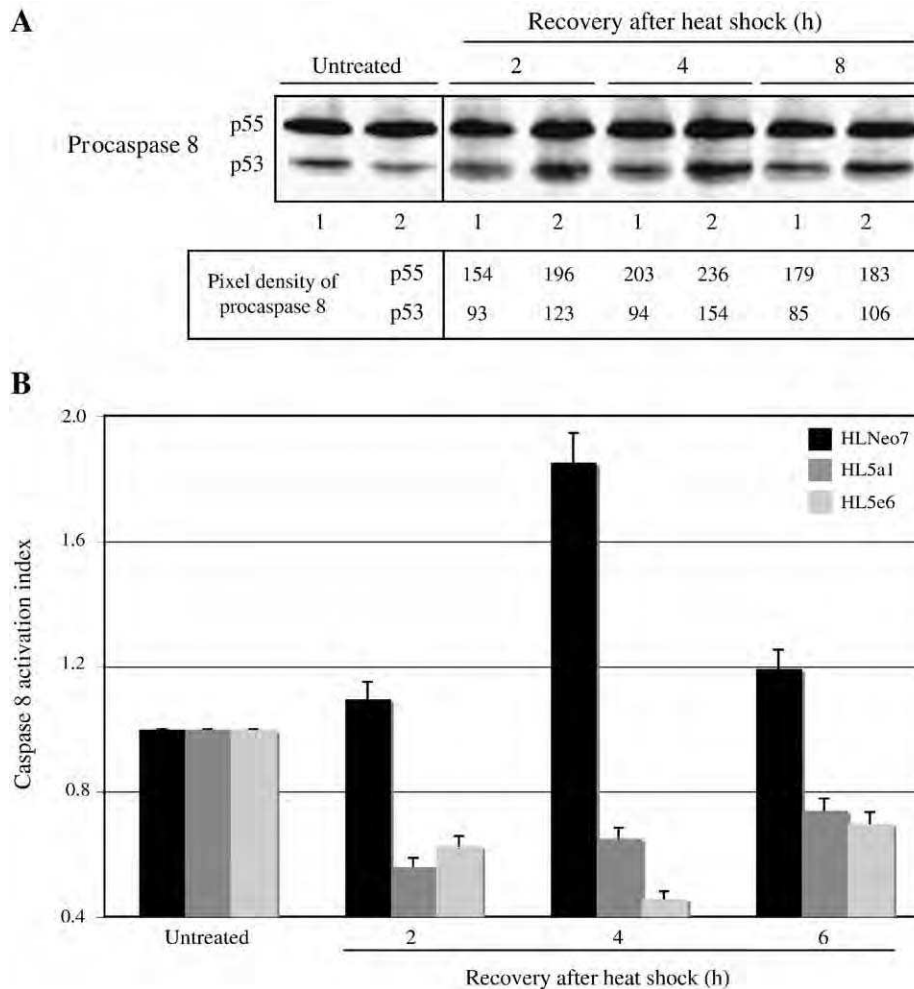 A
Recovery after heat shock (h)
Untreated 2 4 8
p55
Procaspase 8
p53
1 2 1 2 1 2 1 2
Pixel density of procaspase 8
p55 154 196 203 236 179 183
p53 93 123 94 154 85 106
B
2.0
HLNeo7
HL5a1
HL5e6
1.6
Caspase 8 activation index
1.2
0.8
0.4
Untreated 2 4 6
Recovery after heat shock (h)